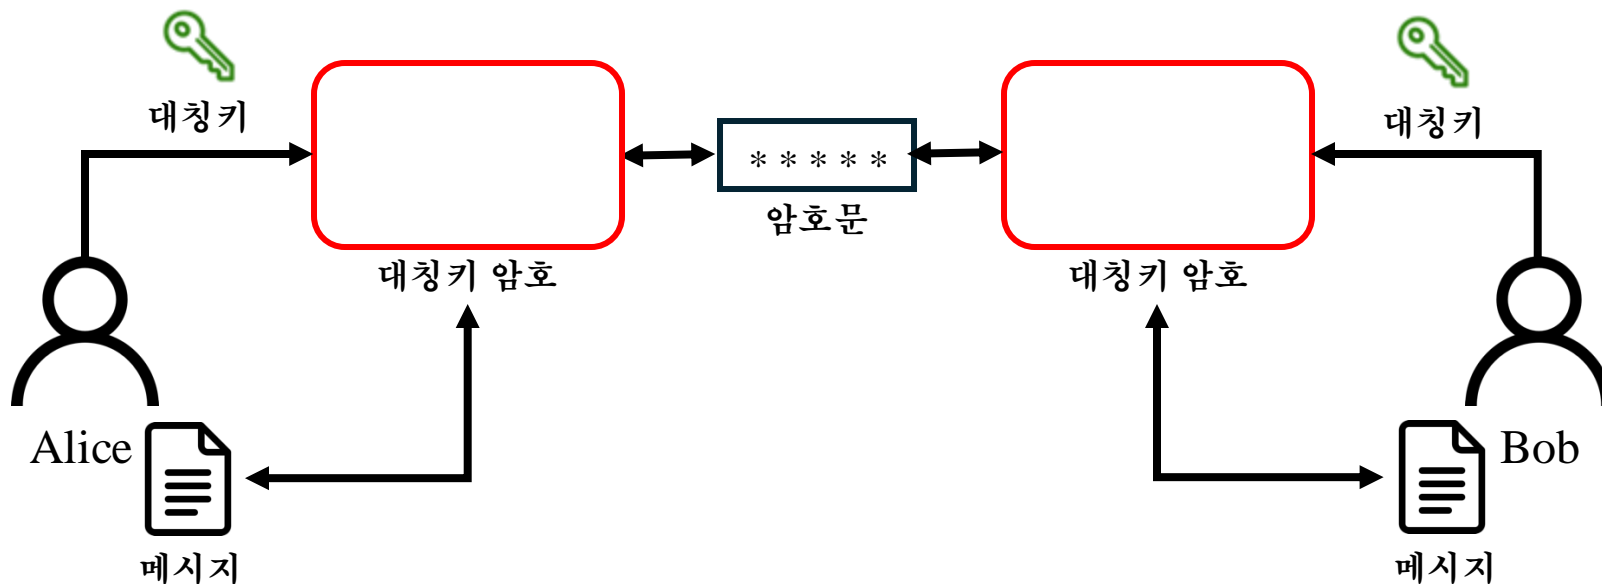 대칭키
대칭키
* * * * *
암호문
대칭키 암호
대칭키 암호
Alice
Bob
메시지
메시지